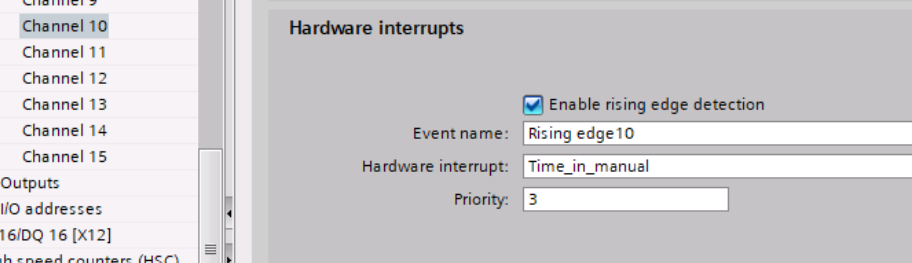 Channel 9
Channel 10
Channel 11
Channel 12
Channel 13
Channel 14
Channel 15
Outputs
I/O addresses
16/DQ 16 [X12]
gh speed counters (HSC)
Hardware interrupts
Enable rising edge detection
Event name: Rising edge10
Hardware interrupt: Time_in_manual
Priority: 3